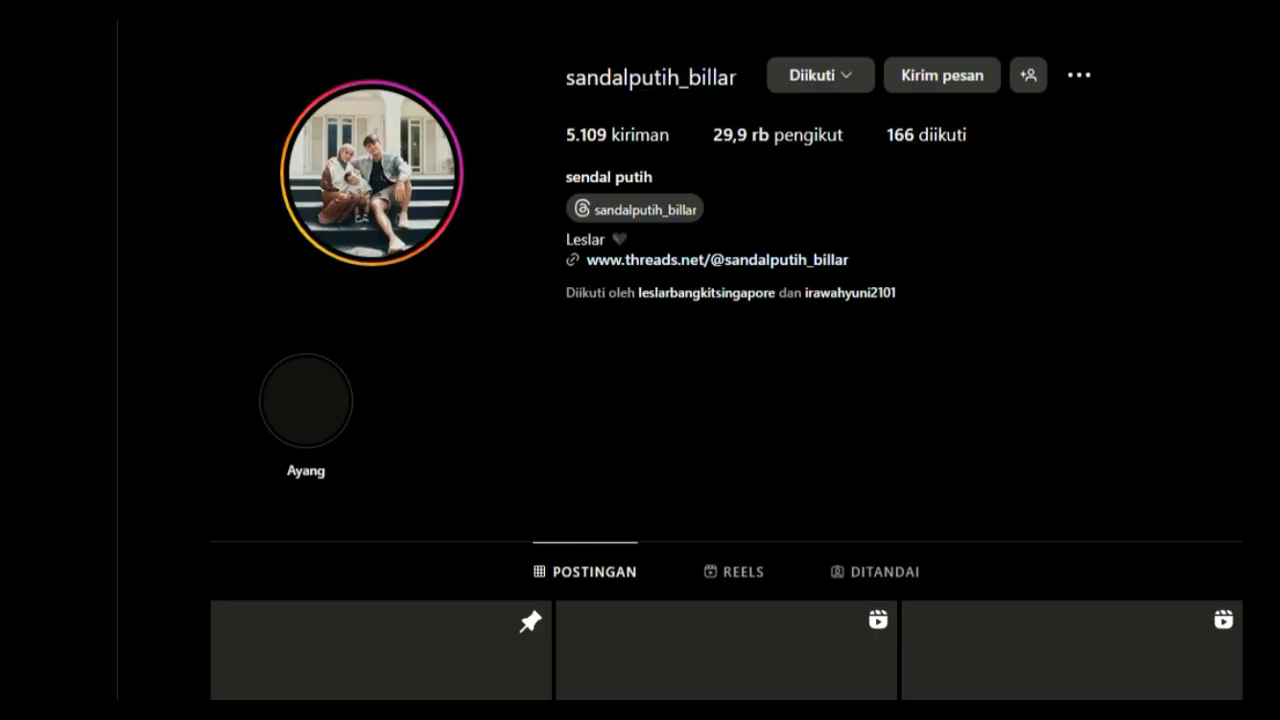 sandalputih_billar Diikuti Kirim pesan
5.109 kiriman 29,9 rb pengikut 166 diikuti
sendal putih
sandalputih_billar
Leslar
www.threads.net/@sandalputih_billar
Diikuti oleh leslarbangkitsingapore dan irawahyuni2101
Ayang
POSTINGAN REELS DITANDAI